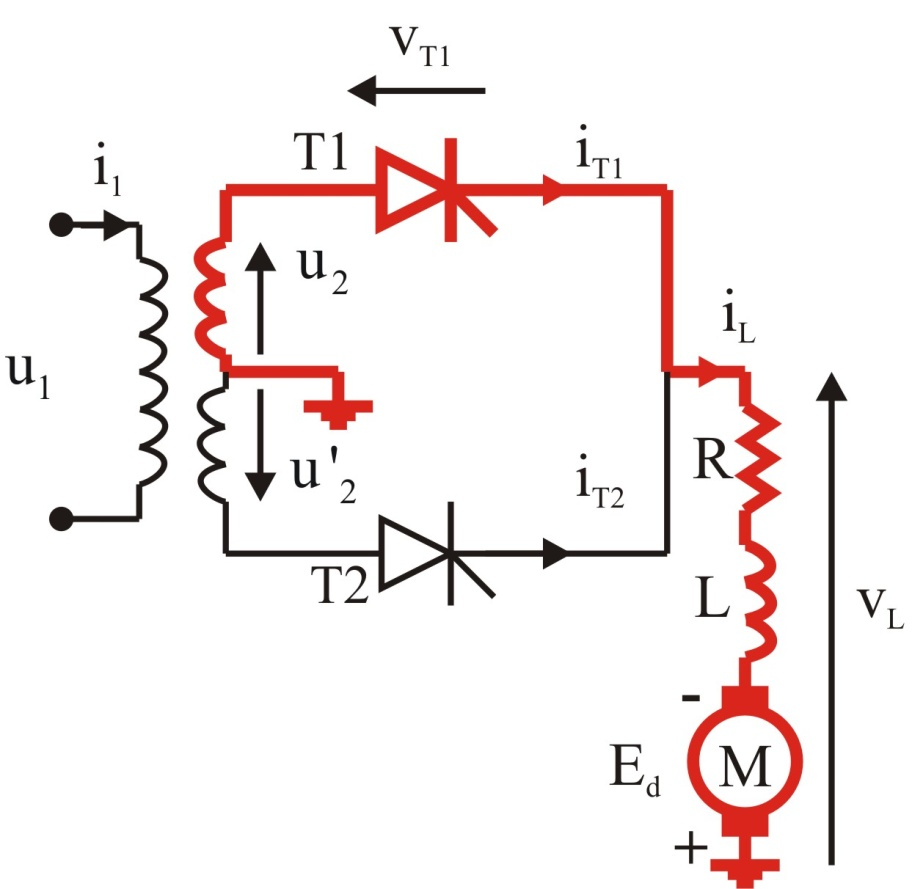 v_T1
T1
i_T1
i_1
u_2
i_L
u_1
R
u'_2
i_T2
T2
L
v_L
-
E_d
M
+